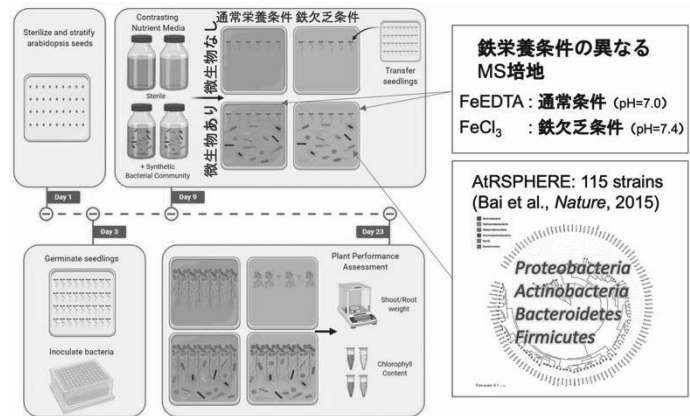 Sterilize and stratify
arabidopsis seeds
Contrasting
Nutrient Media
Sterile
+ Synthetic
Bacterial Community
微生物なし
微生物あり
通常栄養条件
鉄欠乏条件
Transfer
seedlings
鉄栄養条件の異なる
MS培地
FeEDTA : 通常条件 (pH=7.0)
FeCl₃ : 鉄欠乏条件 (pH=7.4)
Day 1
Day 9
Day 3
Day 23
Germinate seedlings
Inoculate bacteria
Plant Performance
Assessment
Shoot/Root
weight
Chlorophyll
Content
AtRSPHERE: 115 strains
(Bai et al., Nature, 2015)
Proteobacteria
Actinobacteria
Bacteroidetes
Firmicutes